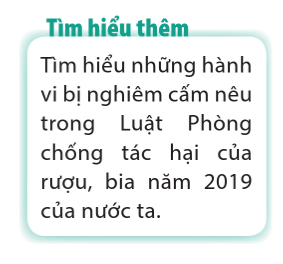 Tìm hiểu thêm
Tìm hiểu những hành
vi bị nghiêm cấm nêu
trong Luật Phòng
chống tác hại của
rượu, bia năm 2019
của nước ta.